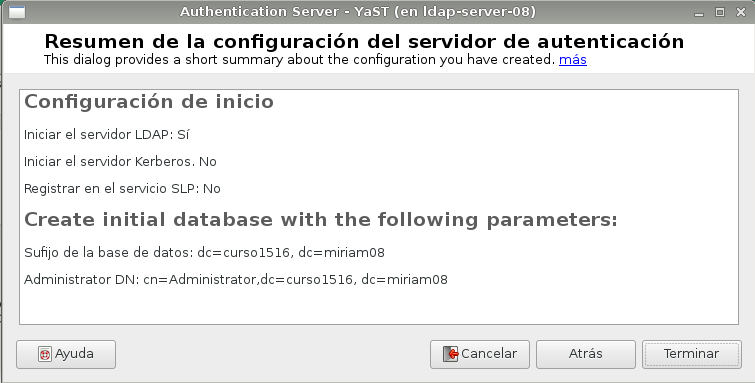 Authentication Server - YaST (en ldap-server-08)
Resumen de la configuración del servidor de autenticación
This dialog provides a short summary about the configuration you have created. más
Configuración de inicio
Iniciar el servidor LDAP: Sí
Iniciar el servidor Kerberos. No
Registrar en el servicio SLP: No
Create initial database with the following parameters:
Sufijo de la base de datos: dc=curso1516, dc=miriam08
Administrator DN: cn=Administrator,dc=curso1516, dc=miriam08
Ayuda
Cancelar
Atrás
Terminar